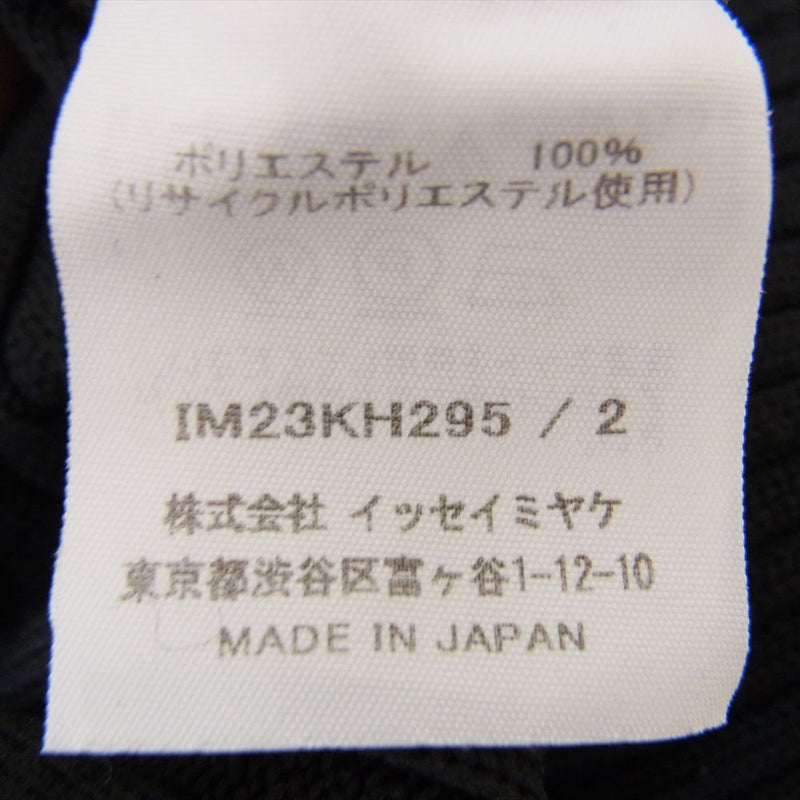 ポリエステル 100%
(リサイクルポリエステル使用)
IM23KH295 / 2
株式会社 イッセイミヤケ
東京都渋谷区富ヶ谷1-12-10
MADE IN JAPAN